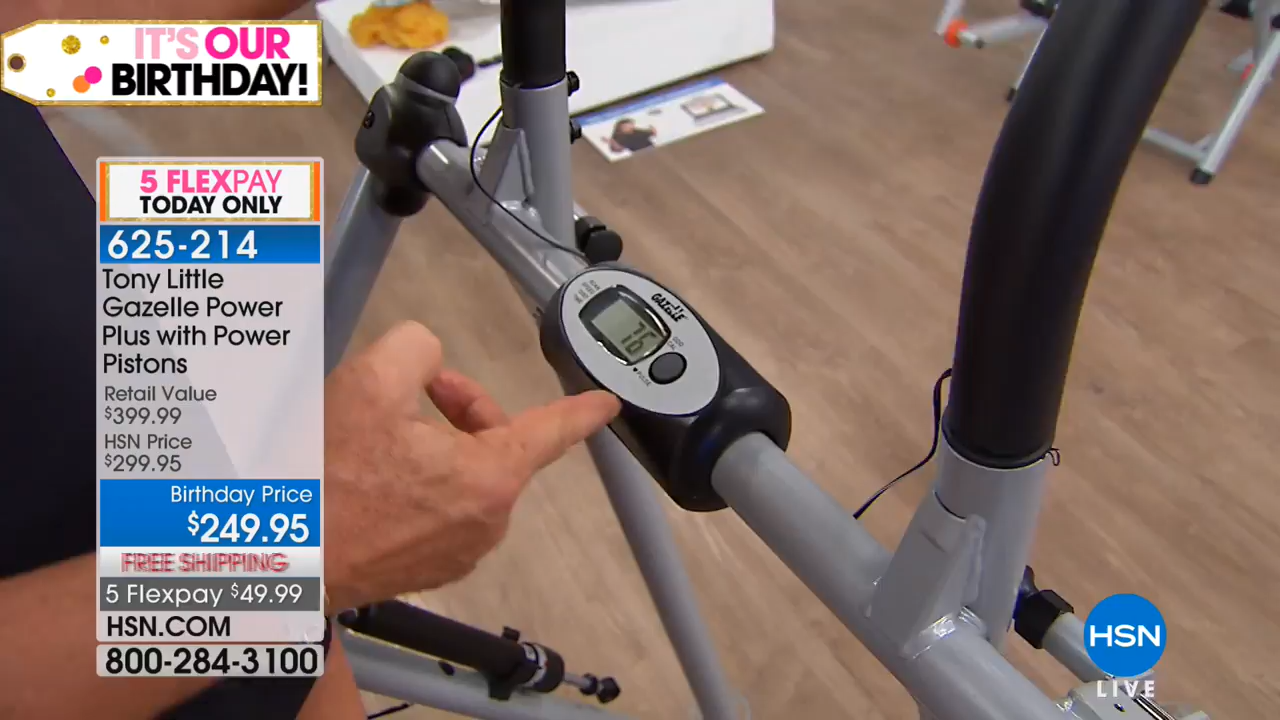 IT'S OUR
BIRTHDAY!
5 FLEXPAY
TODAY ONLY
625-214
Tony Little
Gazelle Power
Plus with Power
Pistons
Retail Value
$399.99
HSN Price
$299.95
Birthday Price
$249.95
FREE SHIPPING
5 Flexpay $49.99
HSN.COM
800-284-3100
GAZELLE
76
PULSE
HSN
LIVE